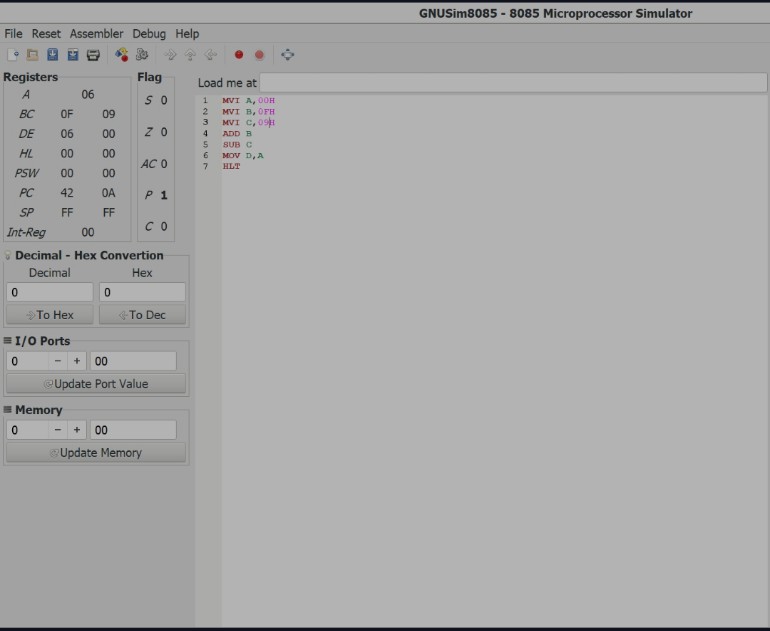 GNUSim8085 - 8085 Microprocessor Simulator
File Reset Assembler Debug Help
Registers
A 06
BC 0F 09
DE 06 00
HL 00 00
PSW 00 00
PC 42 0A
SP FF FF
Int-Reg 00
Flag
S 0
Z 0
AC 0
P 1
C 0
Decimal - Hex Convertion
Decimal Hex
0 0
To Hex To Dec
I/O Ports
0 - + 00
Update Port Value
Memory
0 - + 00
Update Memory
Load me at
1 MVI A,00H
2 MVI B,0FH
3 MVI C,09H
4 ADD B
5 SUB C
6 MOV D,A
7 HLT